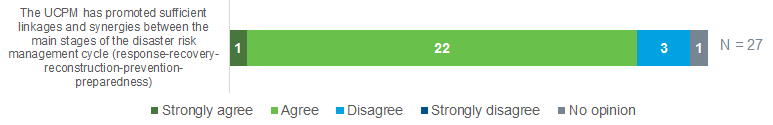 The UCPM has promoted sufficient
linkages and synergies between the
main stages of the disaster risk
management cycle (response-recovery-
reconstruction-prevention-
preparedness)
1
22
3
1
N = 27
Strongly agree
Agree
Disagree
Strongly disagree
No opinion